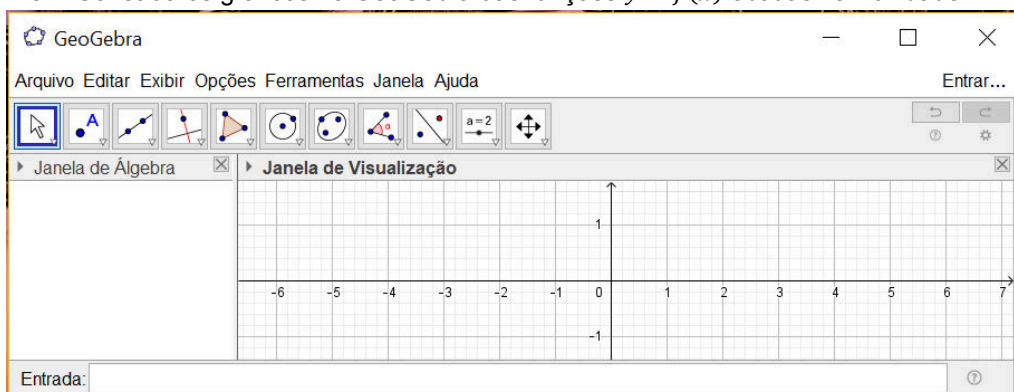 GeoGebra
Arquivo Editar Exibir Opções Ferramentas Janela Ajuda
Entrar...
A
a=2
Janela de Álgebra
Janela de Visualização
1
-6 -5 -4 -3 -2 -1 0 1 2 3 4 5 6 7
-1
Entrada: